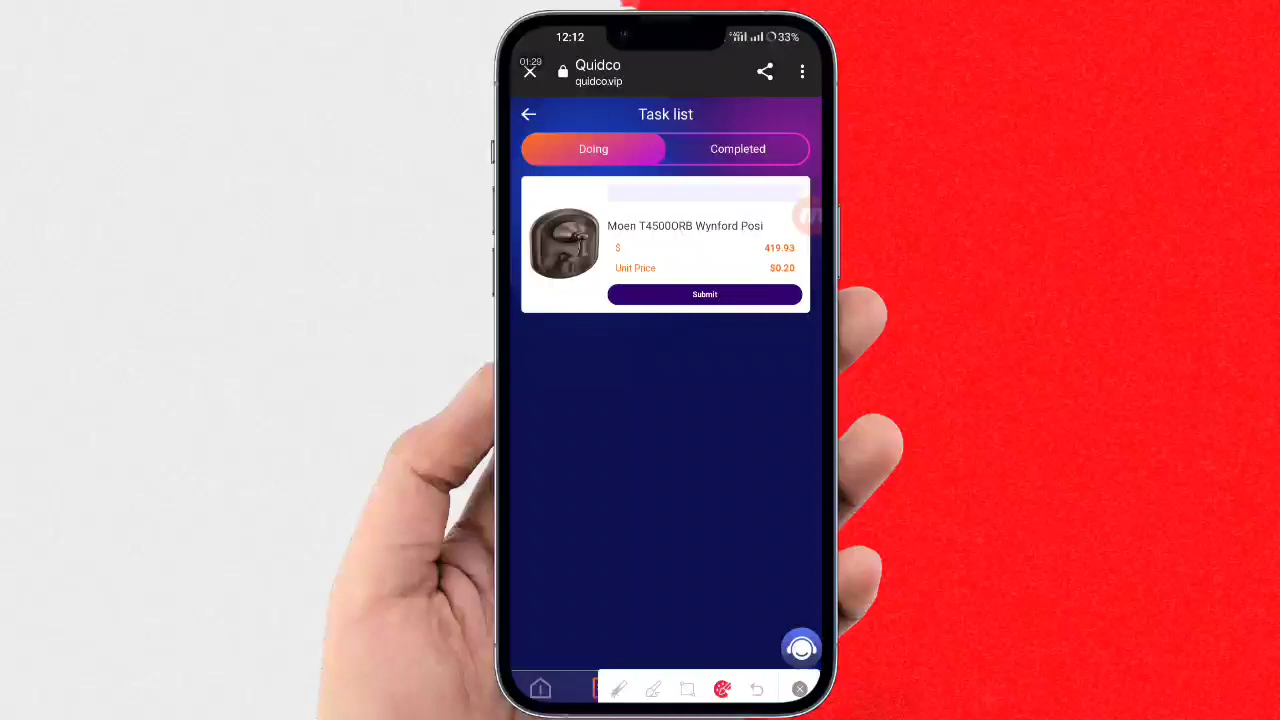 12:12
33%
01:29
Quidco
quidco.vip
Task list
Doing
Completed
Moen T4500ORB Wynford Posi
$
419.93
Unit Price
$0.20
Submit